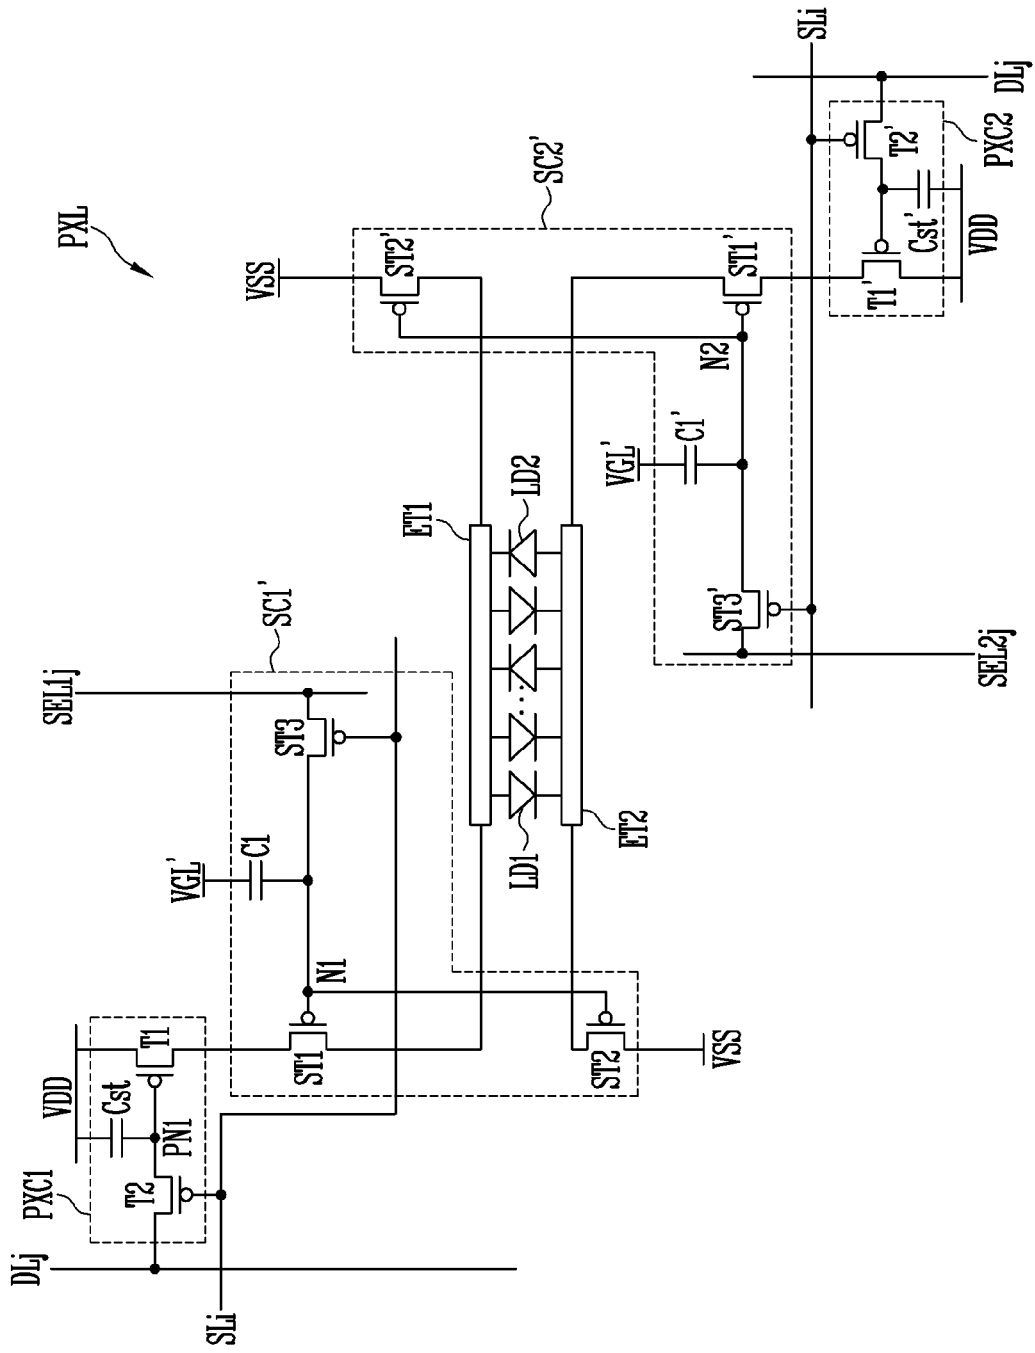 PXL
PXC1
DLj
SLi
VDD
Cst
T1
T2
PN1
SC1'
SEL1j
VGL'
C1
N1
ST3
ST1
ST2
VSS
ET1
LD2
LD1
ET2
SC2'
VSS
ST2'
ST1'
N2
VGL'
C1'
ST3'
SEL2j
SLi
DLj
PXC2
T2'
Cst'
T1'
VDD